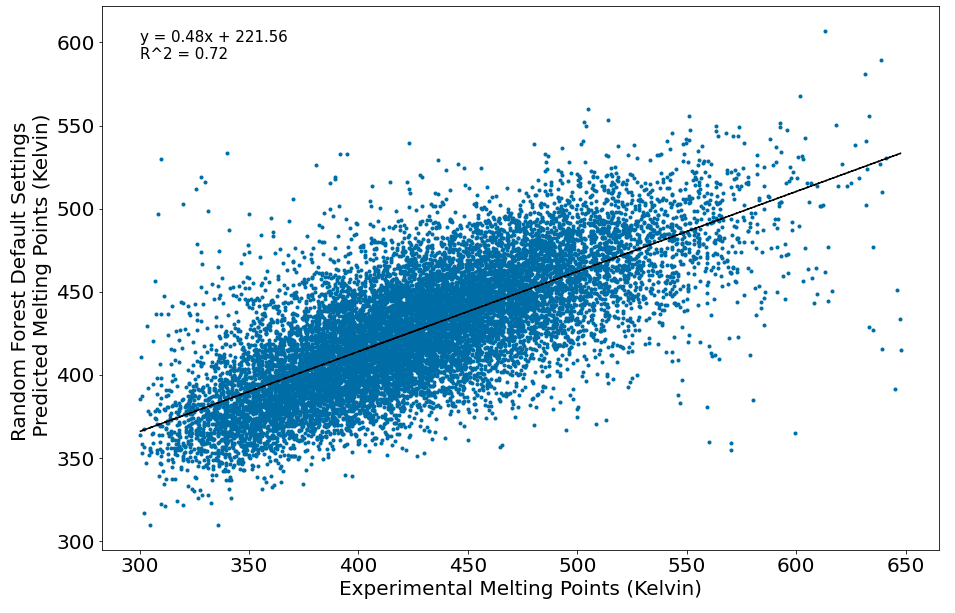 y = 0.48x + 221.56
R^2 = 0.72
Random Forest Default Settings
Predicted Melting Points (Kelvin)
600
550
500
450
400
350
300
300 350 400 450 500 550 600 650
Experimental Melting Points (Kelvin)